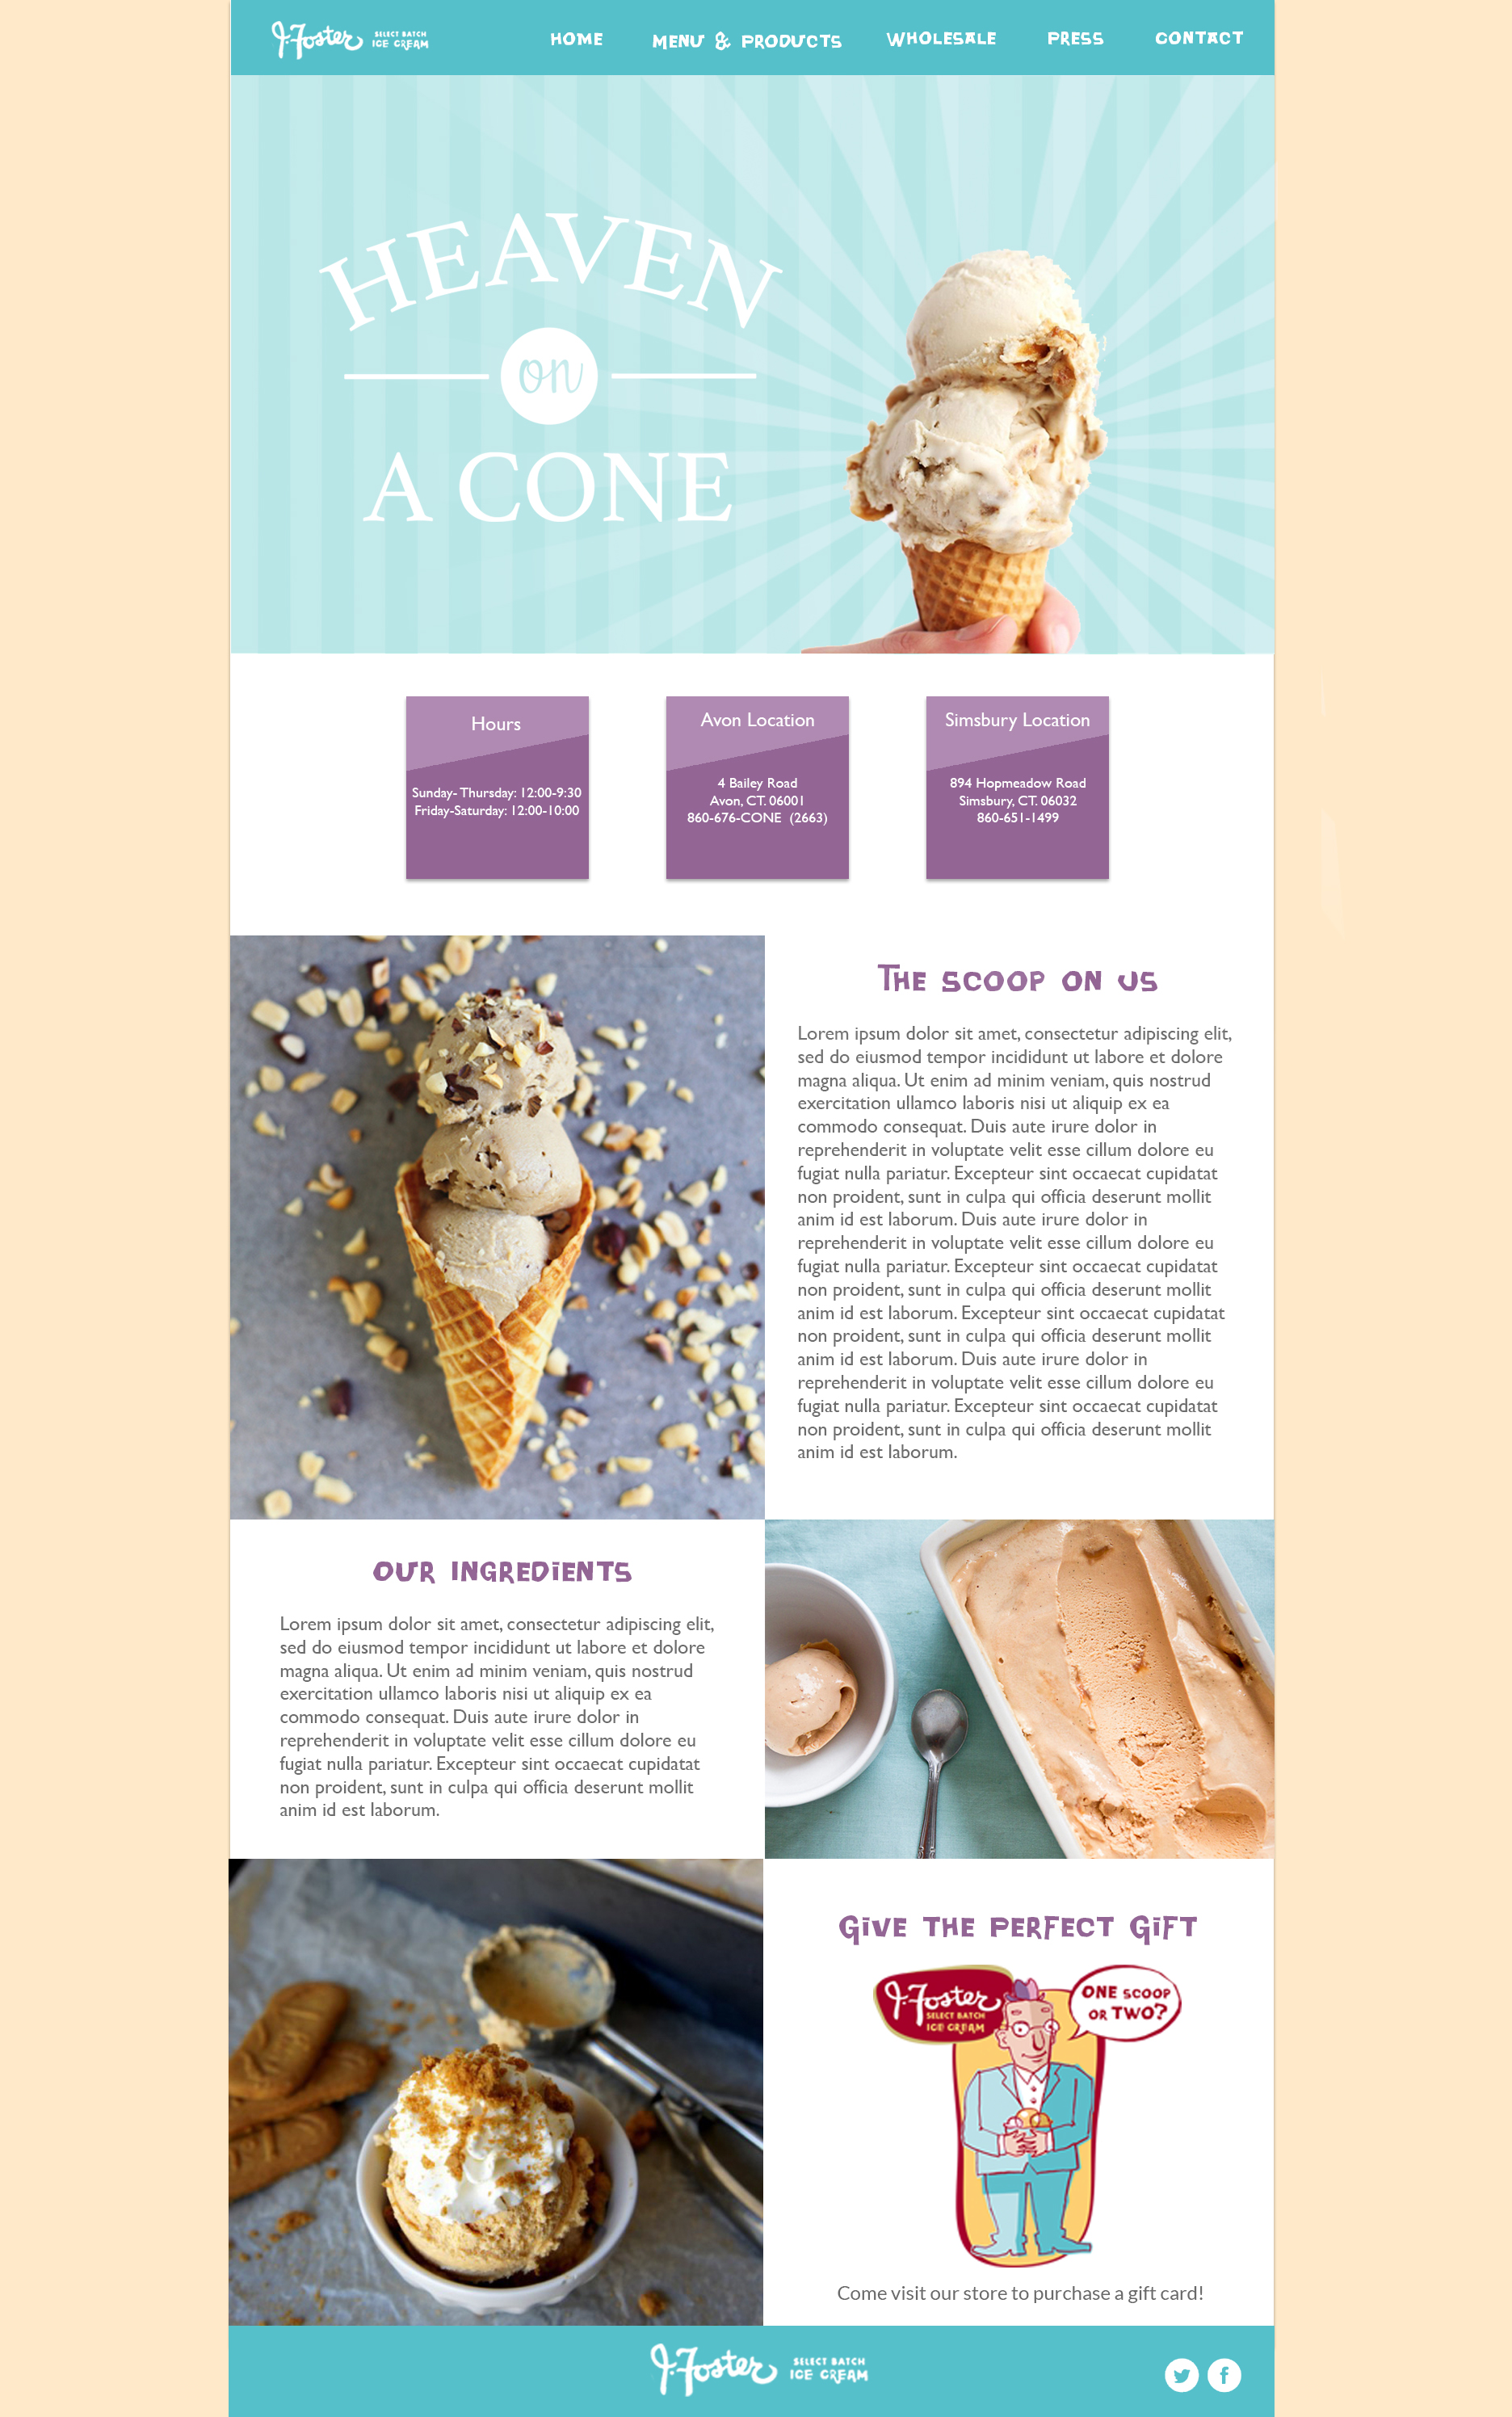 J.Foster SELECT BATCH ICE CREAM
HOME MENU & PRODUCTS WHOLESALE PRESS CONTACT
HEAVEN
on
A CONE
Hours
Sunday- Thursday: 12:00-9:30
Friday-Saturday: 12:00-10:00
Avon Location
4 Bailey Road
Avon, CT. 06001
860-676-CONE (2663)
Simsbury Location
894 Hopmeadow Road
Simsbury, CT. 06032
860-651-1499
THE SCOOP ON US
Lorem ipsum dolor sit amet, consectetur adipiscing elit,
sed do eiusmod tempor incididunt ut labore et dolore
magna aliqua. Ut enim ad minim veniam, quis nostrud
exercitation ullamco laboris nisi ut aliquip ex ea
commodo consequat. Duis aute irure dolor in
reprehenderit in voluptate velit esse cillum dolore eu
fugiat nulla pariatur. Excepteur sint occaecat cupidatat
non proident, sunt in culpa qui officia deserunt mollit
anim id est laborum. Duis aute irure dolor in
reprehenderit in voluptate velit esse cillum dolore eu
fugiat nulla pariatur. Excepteur sint occaecat cupidatat
non proident, sunt in culpa qui officia deserunt mollit
anim id est laborum. Excepteur sint occaecat cupidatat
non proident, sunt in culpa qui officia deserunt mollit
anim id est laborum. Duis aute irure dolor in
reprehenderit in voluptate velit esse cillum dolore eu
fugiat nulla pariatur. Excepteur sint occaecat cupidatat
non proident, sunt in culpa qui officia deserunt mollit
anim id est laborum.
OUR INGREDiENTS
Lorem ipsum dolor sit amet, consectetur adipiscing elit,
sed do eiusmod tempor incididunt ut labore et dolore
magna aliqua. Ut enim ad minim veniam, quis nostrud
exercitation ullamco laboris nisi ut aliquip ex ea
commodo consequat. Duis aute irure dolor in
reprehenderit in voluptate velit esse cillum dolore eu
fugiat nulla pariatur. Excepteur sint occaecat cupidatat
non proident, sunt in culpa qui officia deserunt mollit
anim id est laborum.
GiVE THE PERFECT GiFT
J.Foster
SELECT BATCH
ICE CREAM
ONE SCOOP
OR TWO?
Come visit our store to purchase a gift card!
J.Foster SELECT BATCH ICE CREAM